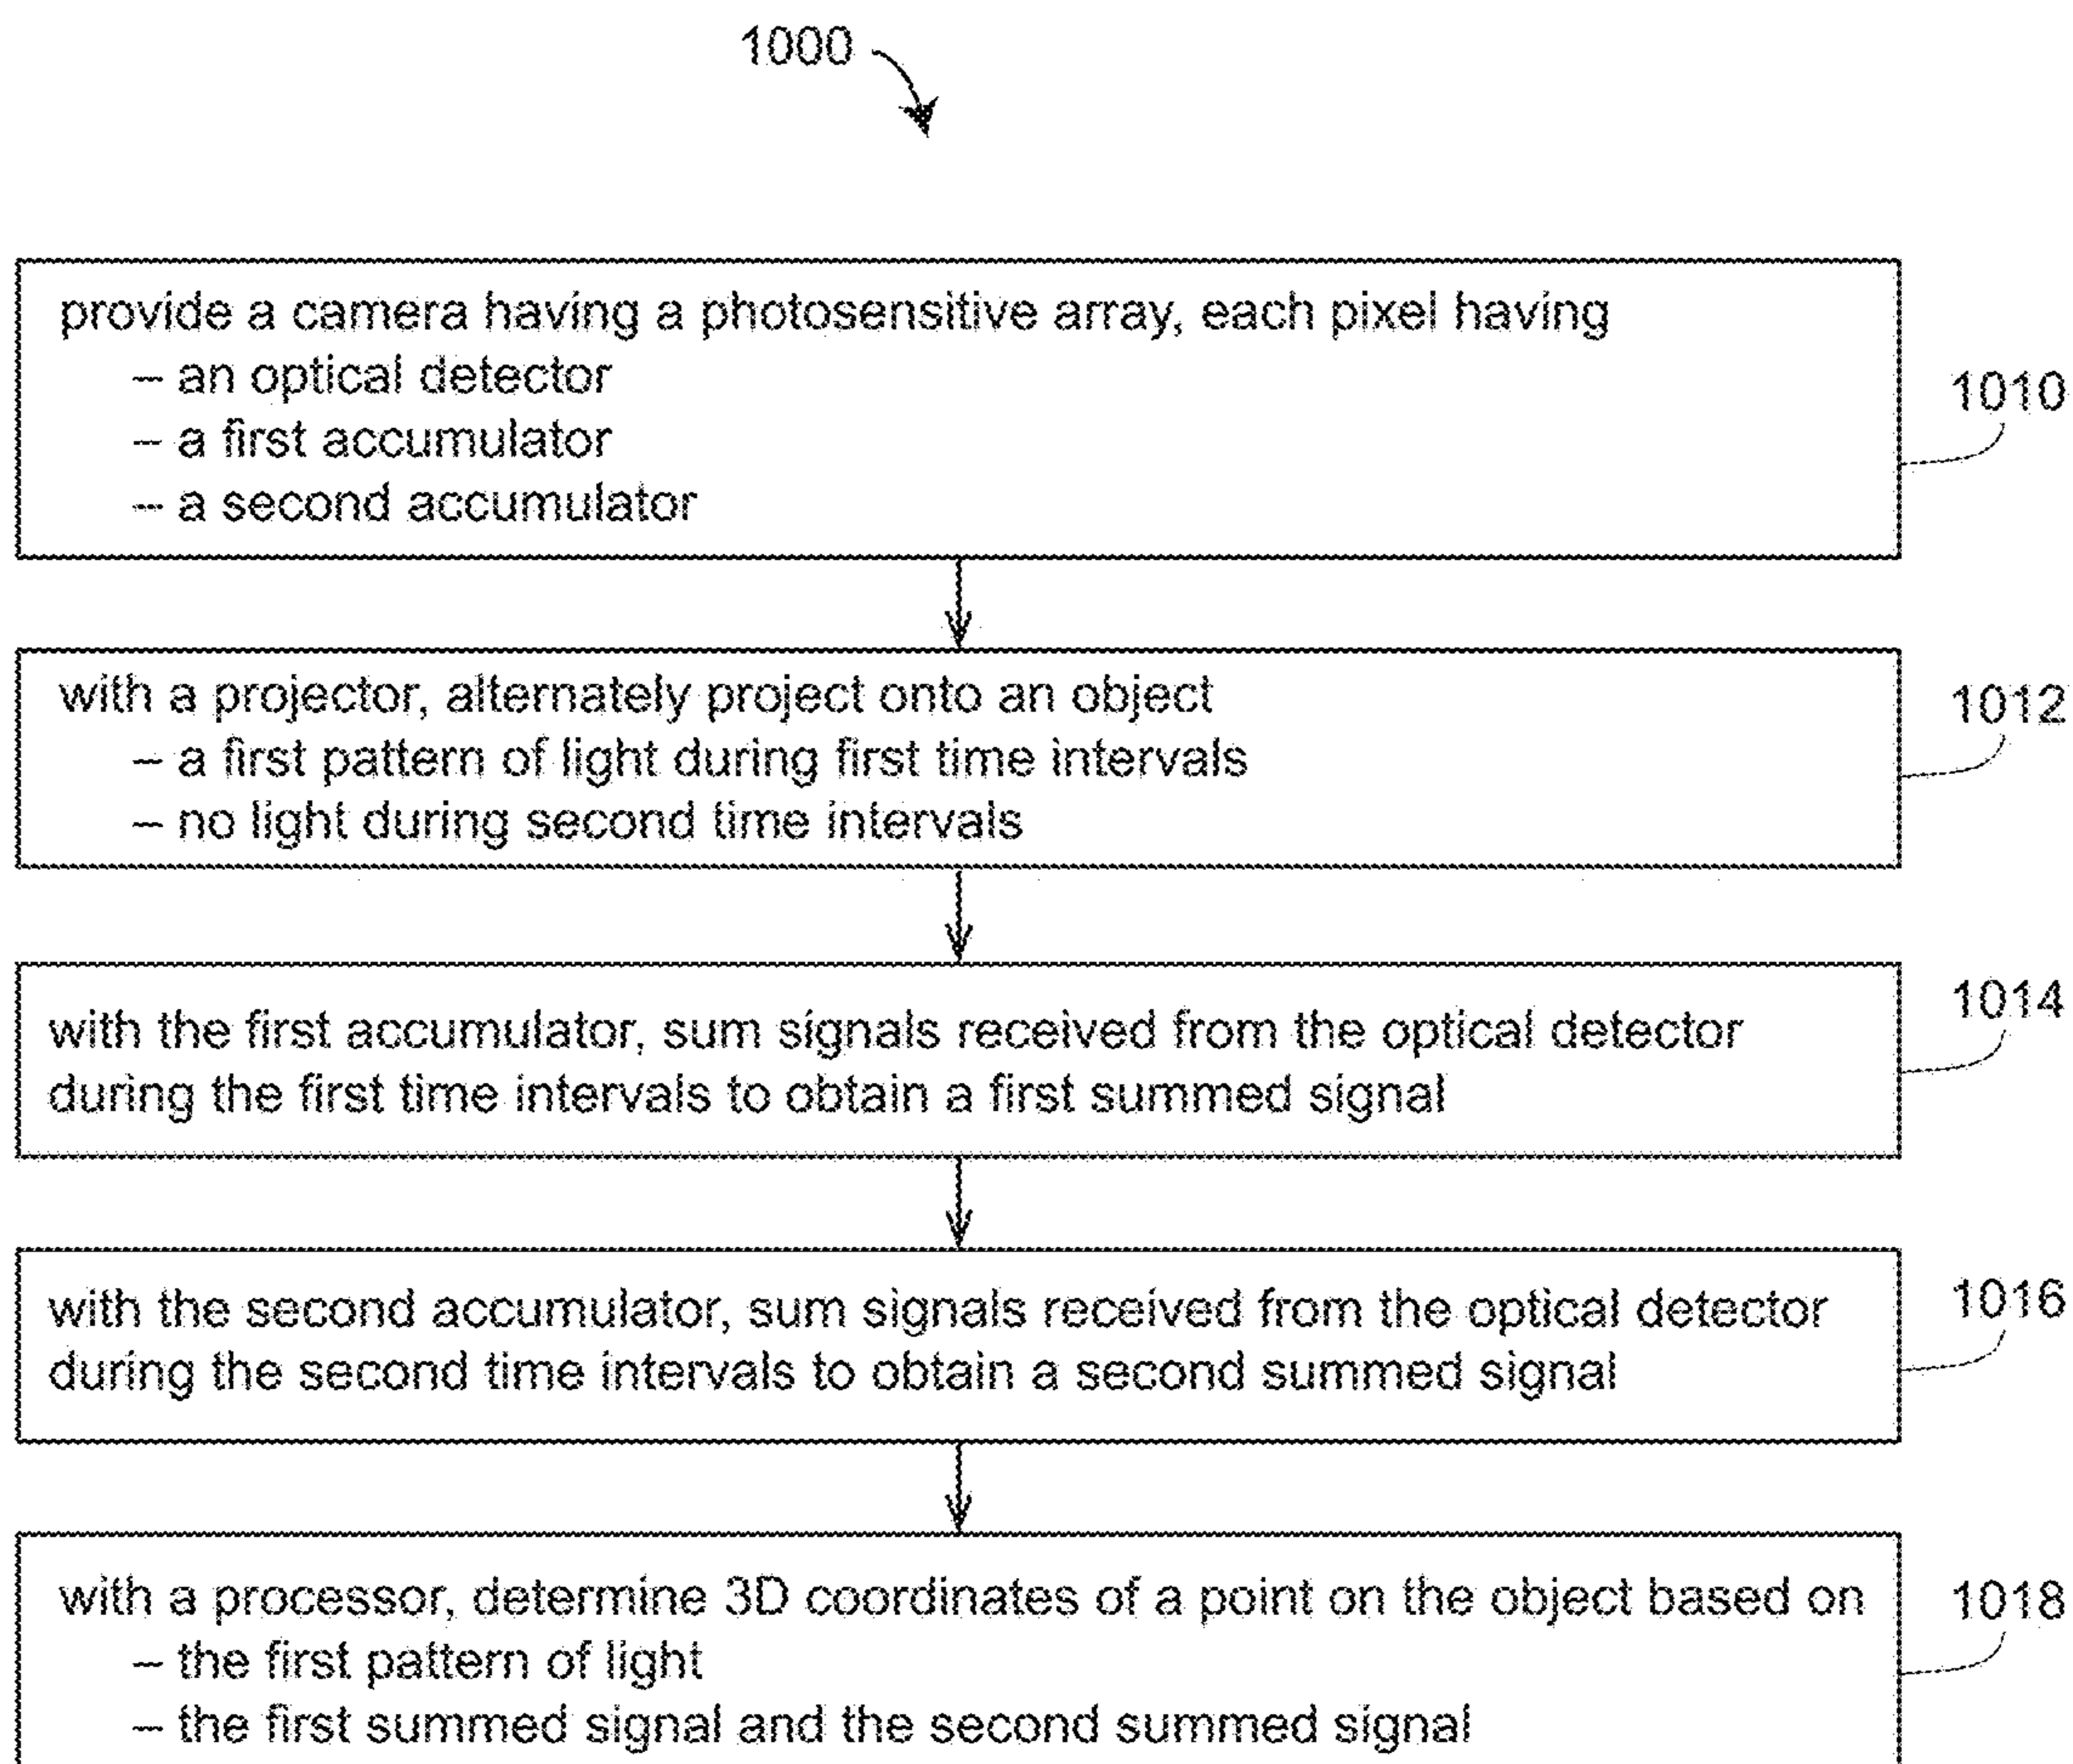 1000
provide a camera having a photosensitive array, each pixel having
– an optical detector
– a first accumulator
– a second accumulator
1010
with a projector, alternately project onto an object
– a first pattern of light during first time intervals
– no light during second time intervals
1012
with the first accumulator, sum signals received from the optical detector
during the first time intervals to obtain a first summed signal
1014
with the second accumulator, sum signals received from the optical detector
during the second time intervals to obtain a second summed signal
1016
with a processor, determine 3D coordinates of a point on the object based on
– the first pattern of light
– the first summed signal and the second summed signal
1018